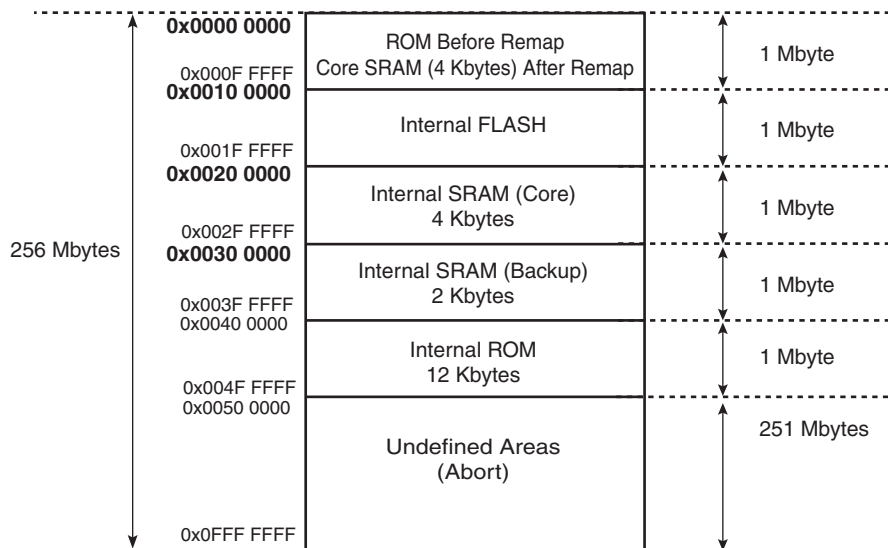 0x0000 0000
ROM Before Remap
Core SRAM (4 Kbytes) After Remap
1 Mbyte
0x000F FFFF
0x0010 0000
Internal FLASH
1 Mbyte
0x001F FFFF
0x0020 0000
Internal SRAM (Core)
4 Kbytes
1 Mbyte
0x002F FFFF
256 Mbytes
0x0030 0000
Internal SRAM (Backup)
2 Kbytes
1 Mbyte
0x003F FFFF
0x0040 0000
Internal ROM
12 Kbytes
1 Mbyte
0x004F FFFF
0x0050 0000
251 Mbytes
Undefined Areas
(Abort)
0x0FFF FFFF